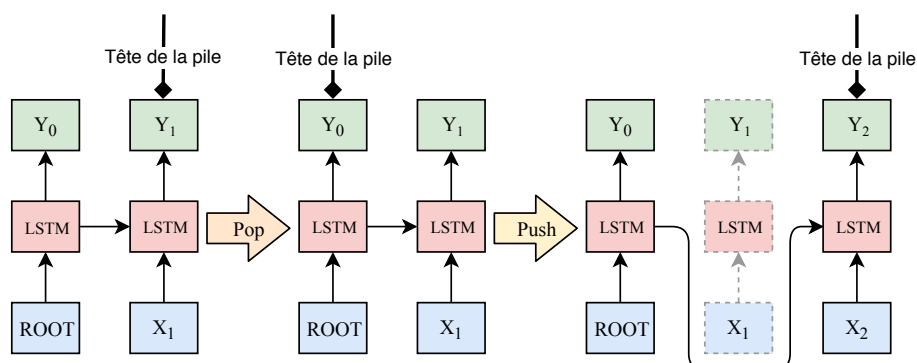 Tête de la pile Tête de la pile Tête de la pile
Y0 Y1 Y0 Y1 Y0 Y1 Y2
LSTM LSTM Pop LSTM LSTM Push LSTM LSTM LSTM
ROOT X1 ROOT X1 ROOT X1 X2